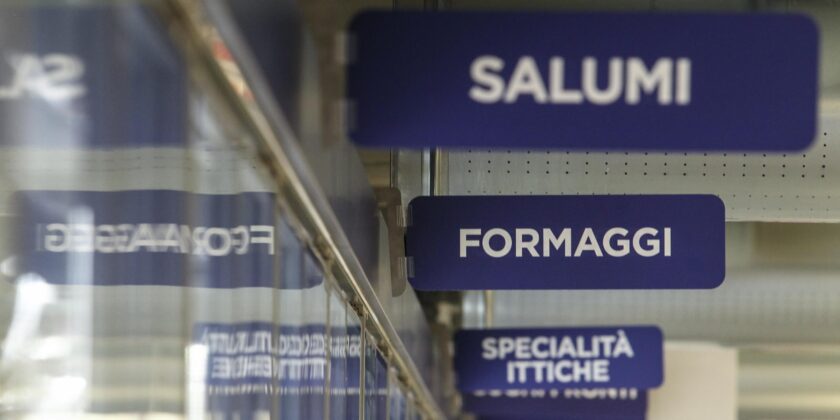 SALUMI
FORMAGGI
SPECIALITÀ
ITTICHE